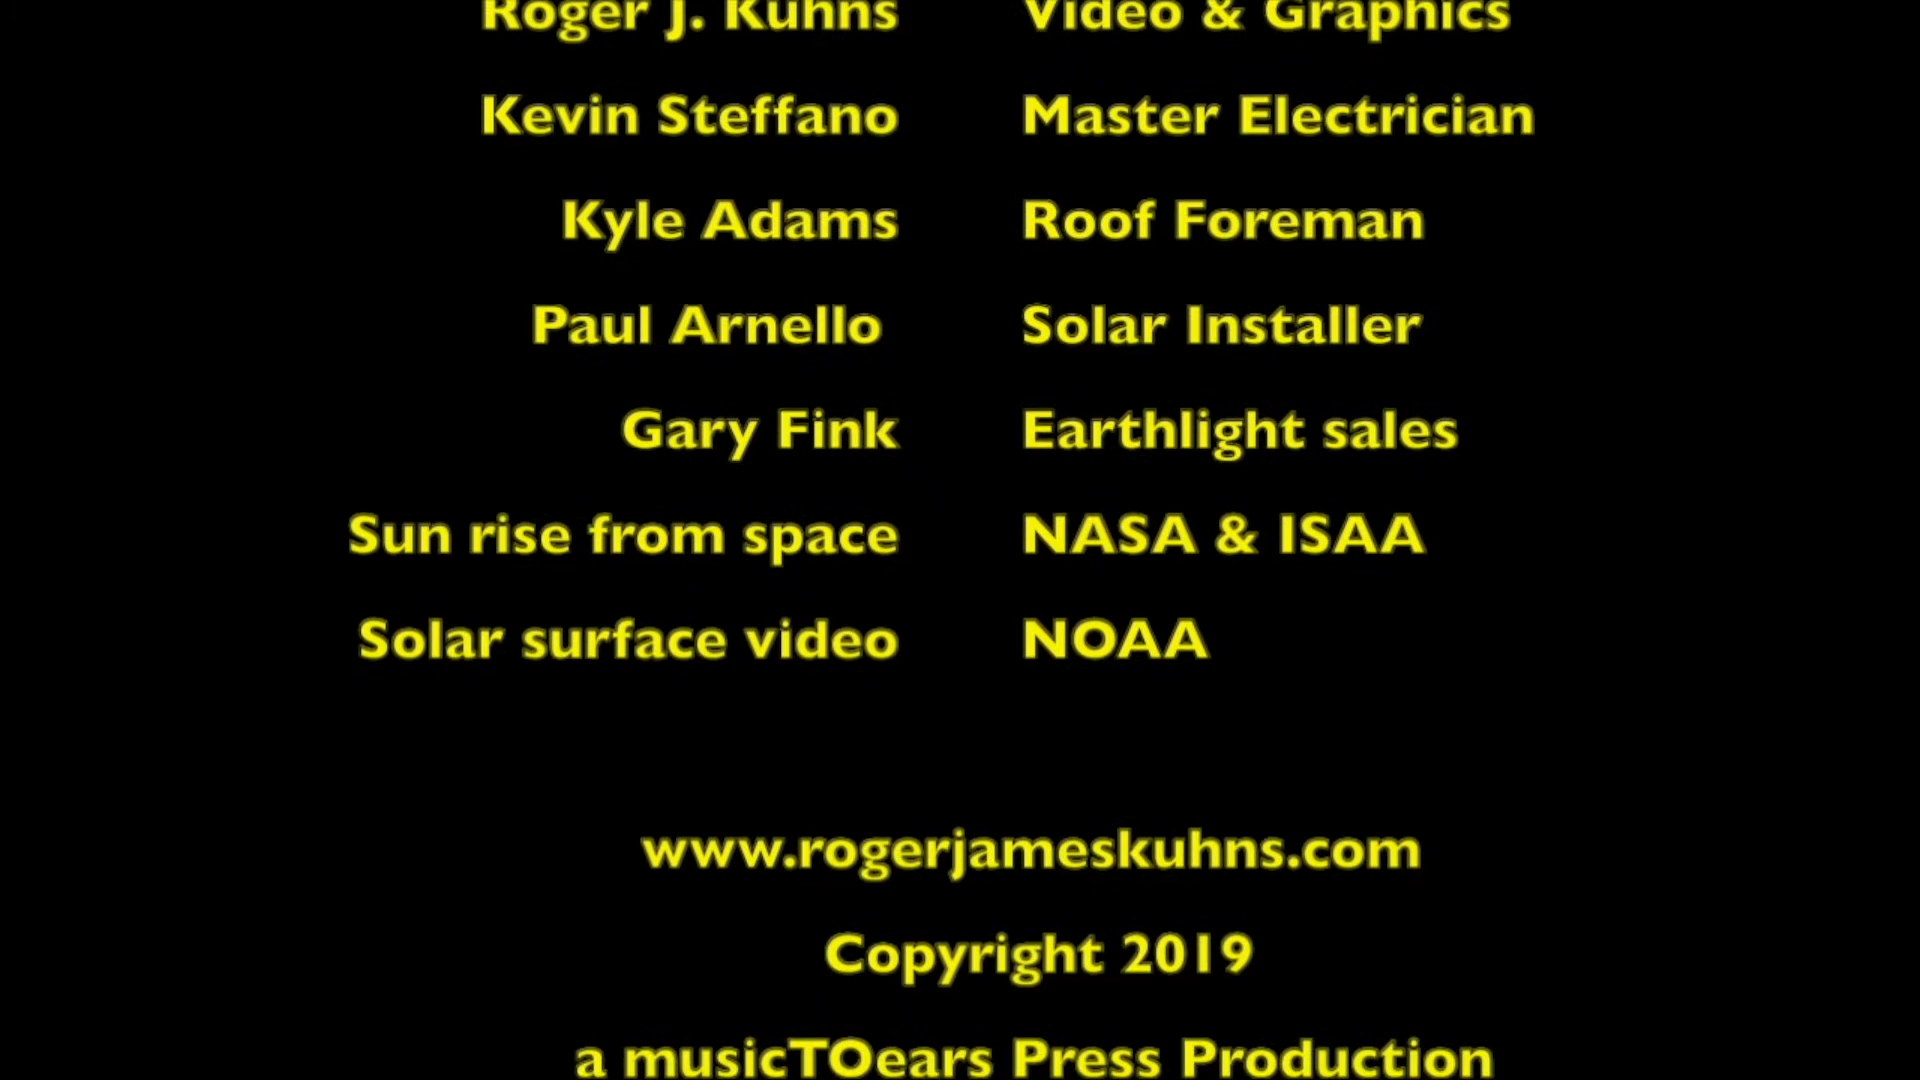 Roger J. Kuhns Video & Graphics
Kevin Steffano Master Electrician
Kyle Adams Roof Foreman
Paul Arnello Solar Installer
Gary Fink Earthlight sales
Sun rise from space NASA & ISAA
Solar surface video NOAA
www.rogerjameskuhns.com
Copyright 2019
a musicTOears Press Production